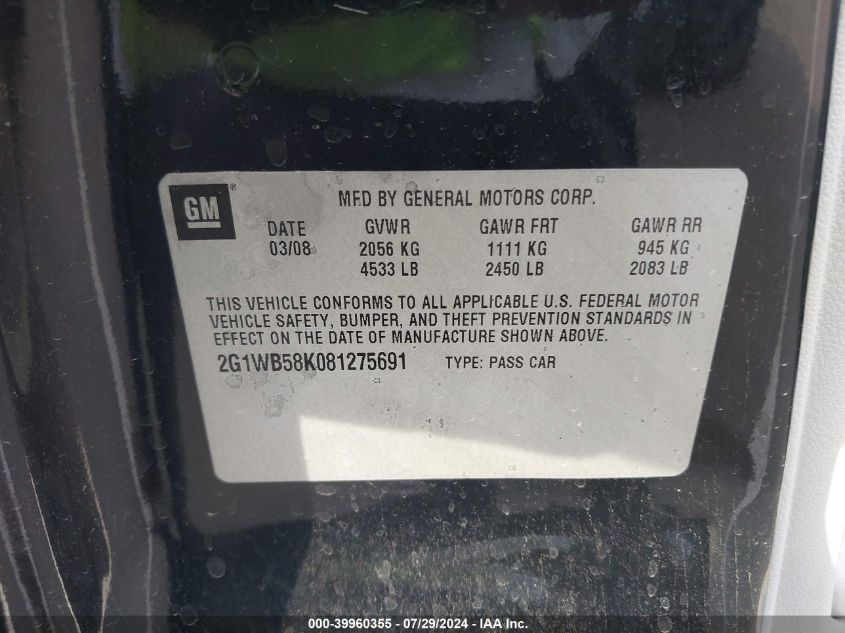 GM ®
MFD BY GENERAL MOTORS CORP.
DATE GVWR GAWR FRT GAWR RR
03/08 2056 KG 1111 KG 945 KG
4533 LB 2450 LB 2083 LB
THIS VEHICLE CONFORMS TO ALL APPLICABLE U.S. FEDERAL MOTOR
VEHICLE SAFETY, BUMPER, AND THEFT PREVENTION STANDARDS IN
EFFECT ON THE DATE OF MANUFACTURE SHOWN ABOVE.
2G1WB58K081275691 TYPE: PASS CAR
000-39960355 - 07/29/2024 - IAA Inc.